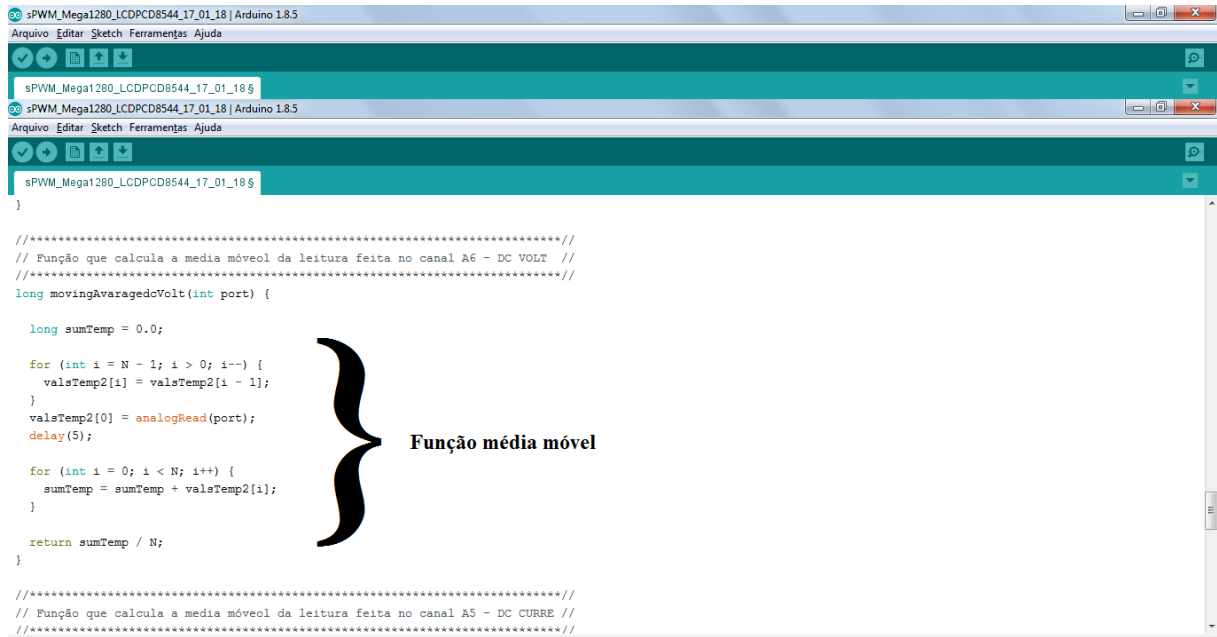 sPWM_Mega1280_LCDPCD8544_17_01_18 | Arduino 1.8.5
Arquivo Editar Sketch Ferramentas Ajuda
sPWM_Mega1280_LCDPCD8544_17_01_18 §
sPWM_Mega1280_LCDPCD8544_17_01_18 | Arduino 1.8.5
Arquivo Editar Sketch Ferramentas Ajuda
sPWM_Mega1280_LCDPCD8544_17_01_18 §
}
//***************************************************************************//
// Função que calcula a media móveol da leitura feita no canal A6 - DC VOLT //
//***************************************************************************//
long movingAvaragedcVolt(int port) {
long sumTemp = 0.0;
for (int i = N - 1; i > 0; i--) {
valsTemp2[i] = valsTemp2[i - 1];
}
valsTemp2[0] = analogRead(port);
delay(5);
for (int i = 0; i < N; i++) {
sumTemp = sumTemp + valsTemp2[i];
}
return sumTemp / N;
}
} Função média móvel
//***************************************************************************//
// Função que calcula a media móveol da leitura feita no canal A5 - DC CURRE //
//***************************************************************************//